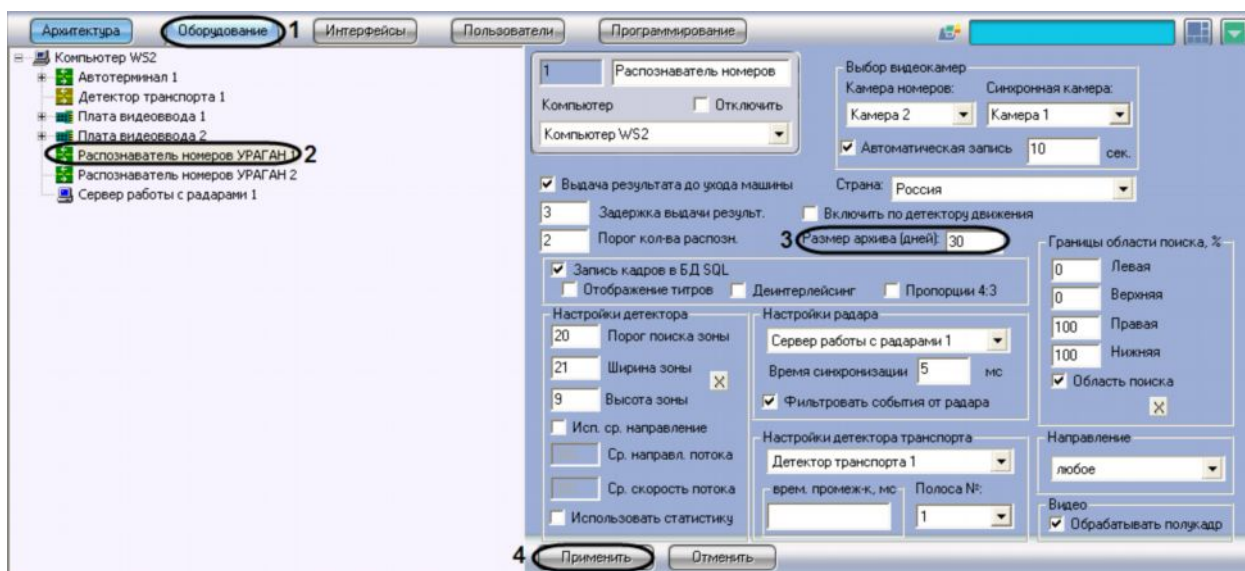 Архитектура Оборудование 1 Интерфейсы Пользователи Программирование
Компьютер WS2
Автотерминал 1
Детектор транспорта 1
Плата видеоввода 1
Плата видеоввода 2
Распознаватель номеров УРАГАН 1 2
Распознаватель номеров УРАГАН 2
Сервер работы с радарами 1
1 Распознаватель номеров
Компьютер Отключить
Компьютер WS2
Выбор видеокамер
Камера номеров: Синхронная камера:
Камера 2 Камера 1
Автоматическая запись 10 сек.
Выдача результата до ухода машины
Страна: Россия
3 Задержка выдачи результ.
Включить по детектору движения
2 Порог кол-ва распозн.
3 Размер архива (дней): 30
Запись кадров в БД SQL
Отображение титров Деинтерлейсинг Пропорции 4:3
Границы области поиска, %
0 Левая
0 Верхняя
100 Правая
100 Нижняя
Область поиска
X
Настройки детектора
20 Порог поиска зоны
21 Ширина зоны
X
9 Высота зоны
Исп. ср. направление
Ср. направл. потока
Ср. скорость потока
Использовать статистику
Настройки радара
Сервер работы с радарами 1
Время синхронизации 5 мс
Фильтровать события от радара
Настройки детектора транспорта
Детектор транспорта 1
врем. промеж-к, мс Полоса №:
1
Направление
любое
Видео
Обрабатывать полукадр
4 Применить Отменить